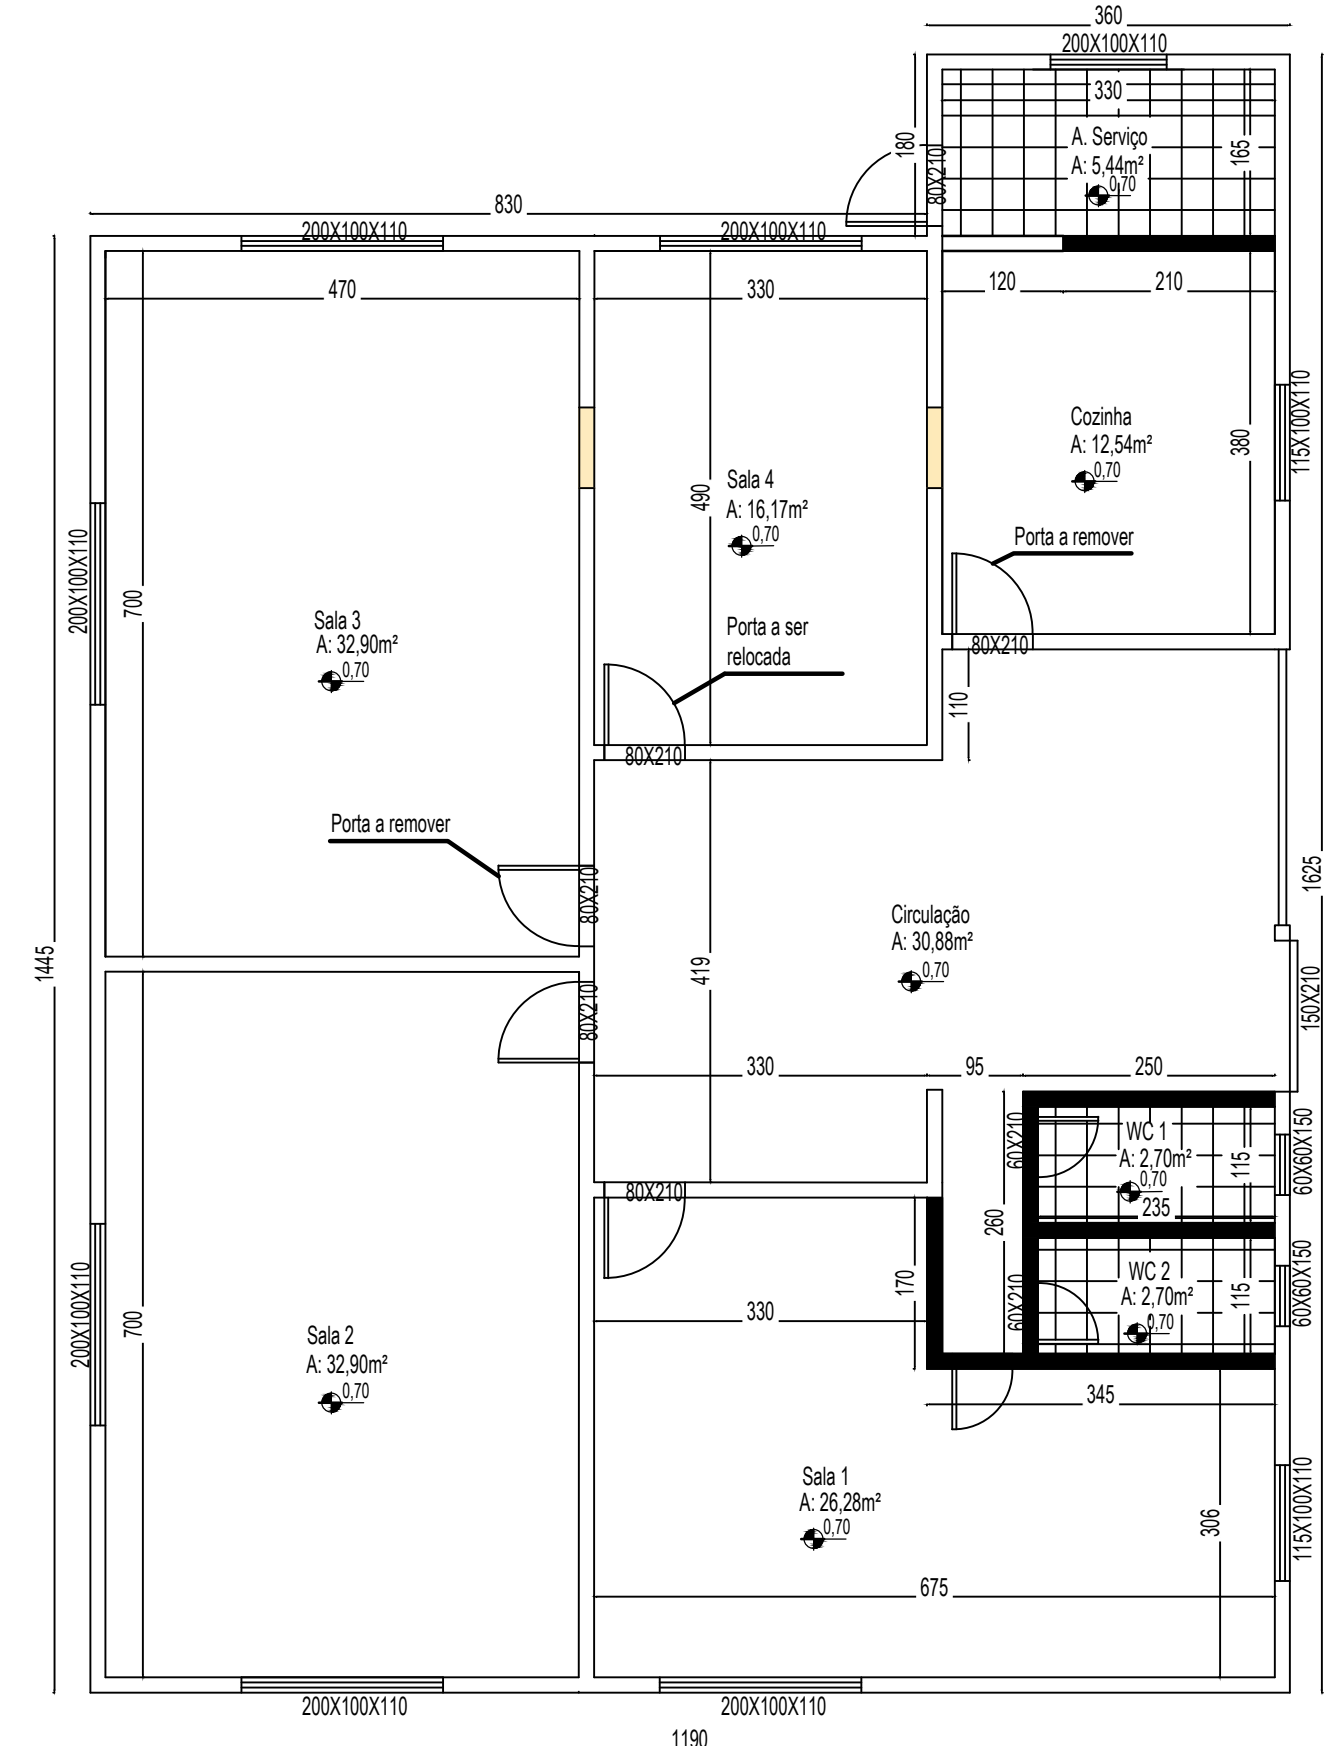 360
200X100X110
330
A. Serviço
A: 5,44m²
0,70
180
165
80X210
830
200X100X110
200X100X110
470
330
120
210
Cozinha
A: 12,54m²
0,70
380
115X100X110
Sala 4
A: 16,17m²
0,70
490
Porta a remover
200X100X110
700
Sala 3
A: 32,90m²
0,70
Porta a ser
relocada
80X210
110
80X210
Porta a remover
80X210
1625
Circulação
A: 30,88m²
0,70
1445
419
80X210
150X210
330
95
250
60X210
WC 1
A: 2,70m²
0,70
115
60X60X150
235
80X210
260
170
WC 2
A: 2,70m²
0,70
115
60X210
60X60X150
330
200X100X110
700
Sala 2
A: 32,90m²
0,70
345
Sala 1
A: 26,28m²
0,70
306
115X100X110
675
200X100X110
200X100X110
1190